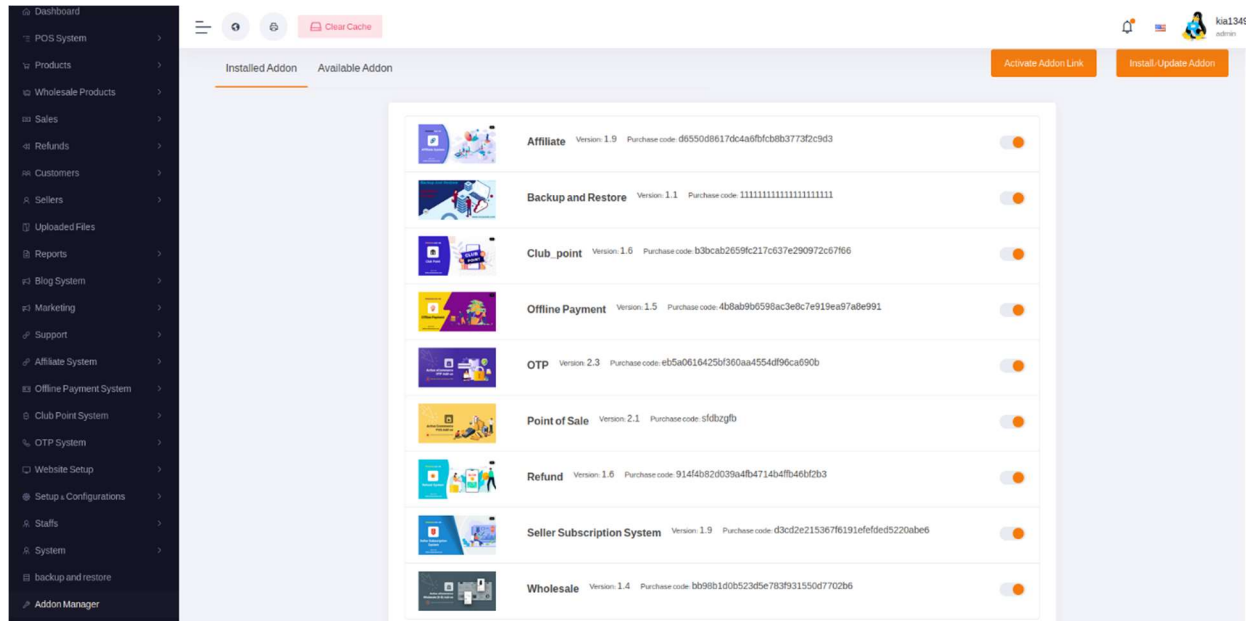 Dashboard
POS System
Products
Wholesale Products
Sales
Refunds
Customers
Sellers
Uploaded Files
Reports
Blog System
Marketing
Support
Affiliate System
Offline Payment System
Club Point System
OTP System
Website Setup
Setup & Configurations
Staffs
System
backup and restore
Addon Manager
Clear Cache
kia1349
admin
Installed Addon Available Addon
Activate Addon Link
Install/Update Addon
Affiliate Version: 1.9 Purchase code: d6550d8617dc4a6fbfcb8b3773f2c9d3
Backup and Restore Version: 1.1 Purchase code:
Club_point Version: 1.6 Purchase code: b3bcab2659fc217c637e290972c67f66
Offline Payment Version: 1.5 Purchase code: 4b8ab9b6598ac3e8c7e919ea97a8e991
OTP Version: 2.3 Purchase code: eb5a0616425bf360aa4554df96ca690b
Point of Sale Version: 2.1 Purchase code: sfdbzgfb
Refund Version: 1.6 Purchase code: 914f4b82d039a4fb4714b4ffb46bf2b3
Seller Subscription System Version: 1.9 Purchase code: d3cd2e215367f6191efefded5220abe6
Wholesale Version: 1.4 Purchase code: bb98b1d0b523d5e783f931550d7702b6